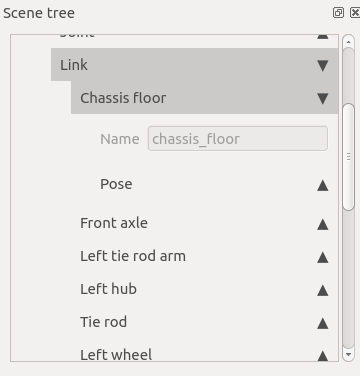 Scene tree
Joint
Link
Chassis floor
Name chassis_floor
Pose
Front axle
Left tie rod arm
Left hub
Tie rod
Left wheel